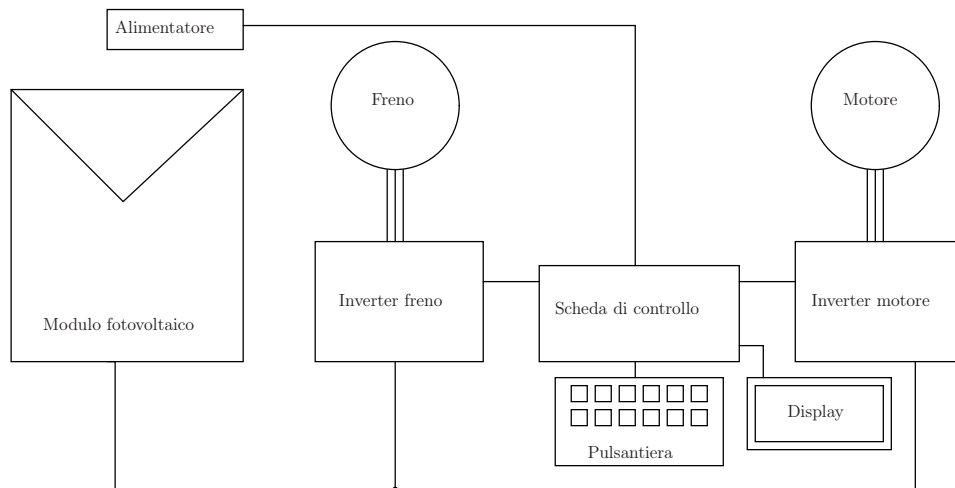 Alimentatore
Freno
Motore
Inverter freno
Scheda di controllo
Inverter motore
Modulo fotovoltaico
Display
Pulsantiera